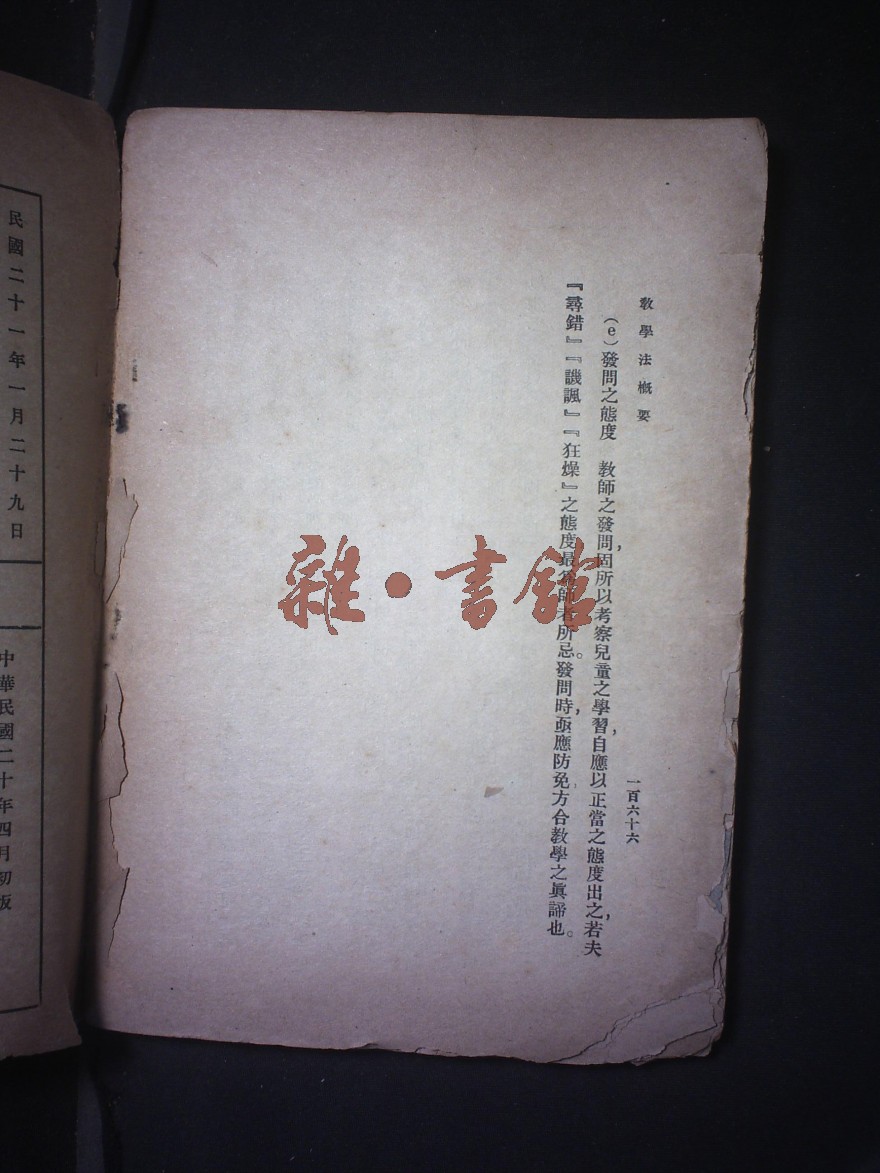 教學法概要
一百六十六
(e)發問之態度　教師之發問，固所以考察兒童之學習，自應以正當之態度出之，若夫
『尋錯』『譏諷』『狂燥』之態度最爲師者所忌。發問時，亟應防免方合教學之眞諦也。
雜·書館
民國二十一年一月二十九日
中華民國二十年四月初版